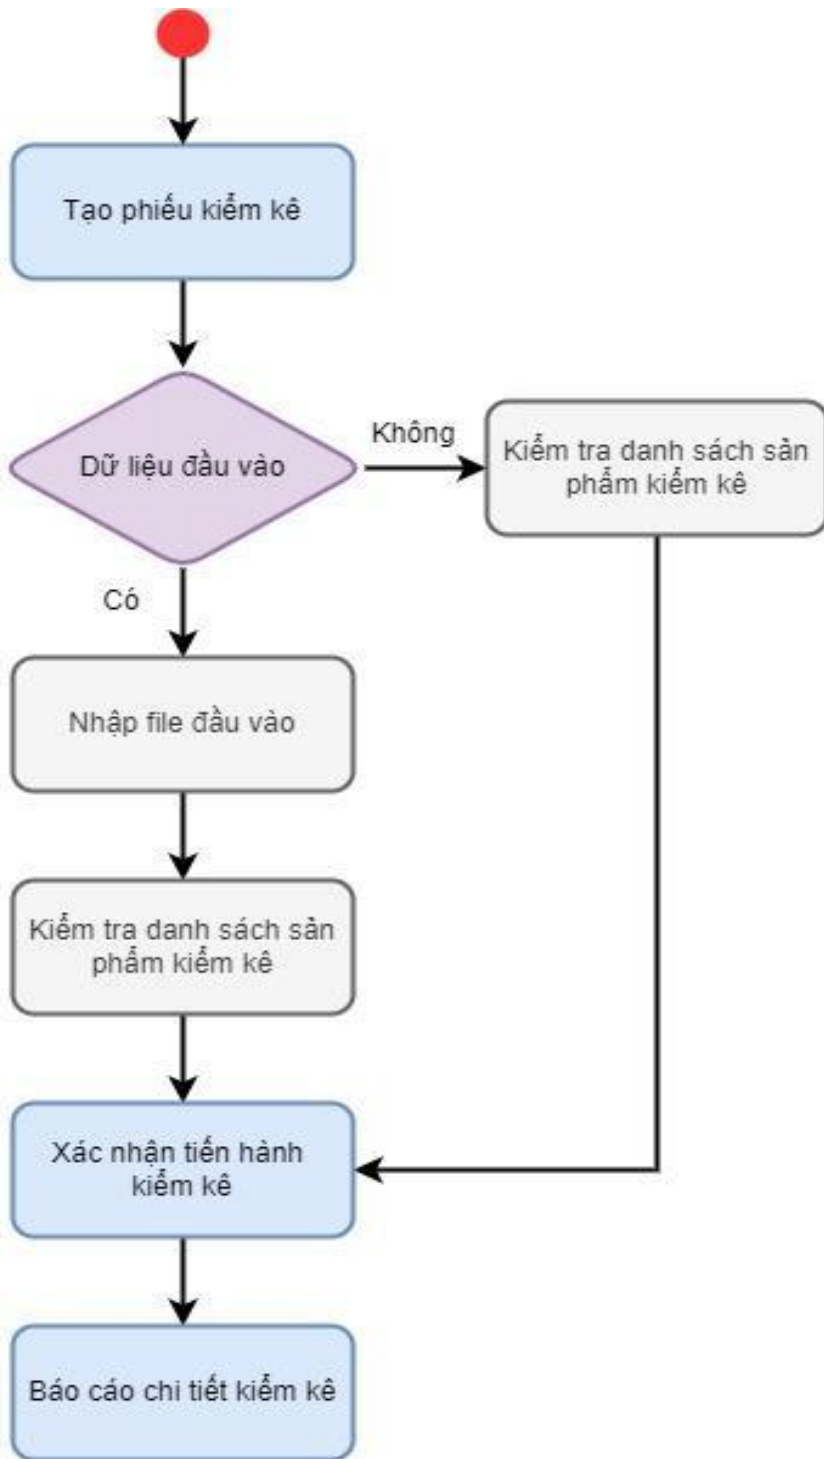 Tạo phiếu kiểm kê
Dữ liệu đầu vào
Không
Kiểm tra danh sách sản
phẩm kiểm kê
Có
Nhập file đầu vào
Kiểm tra danh sách sản
phẩm kiểm kê
Xác nhận tiến hành
kiểm kê
Báo cáo chi tiết kiểm kê